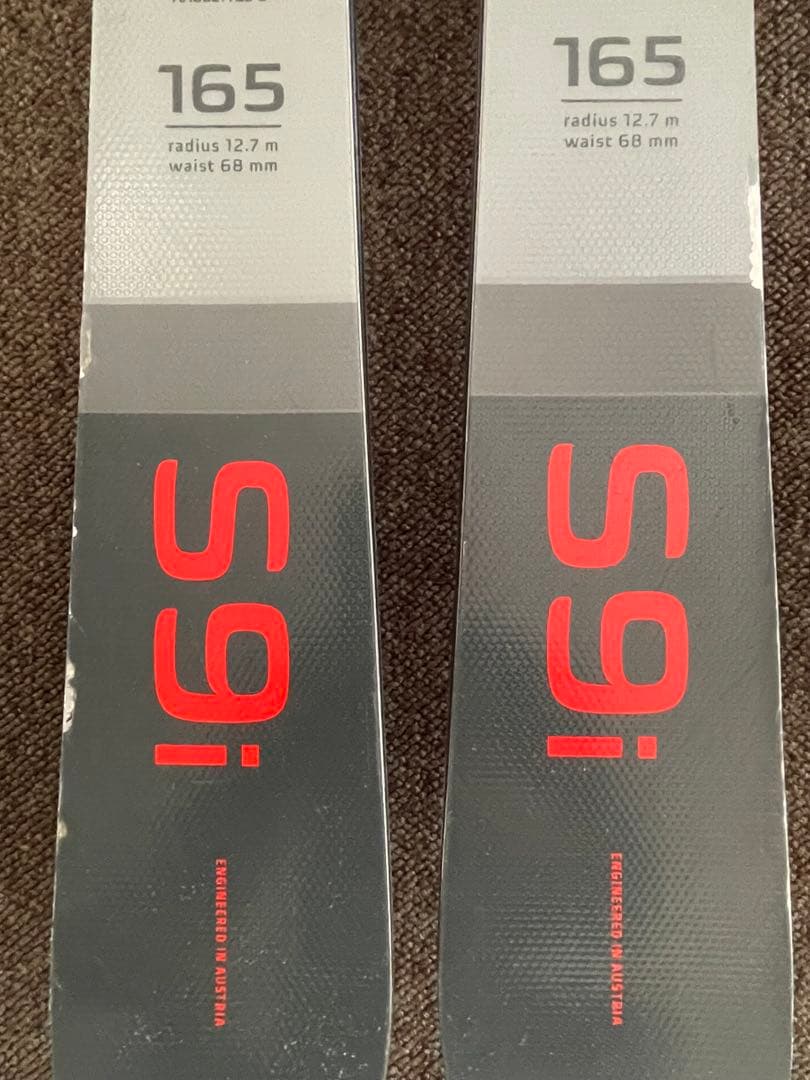 165
radius 12.7 m
waist 68 mm
S9i
ENGINEERED IN AUSTRIA
165
radius 12.7 m
waist 68 mm
S9i
ENGINEERED IN AUSTRIA